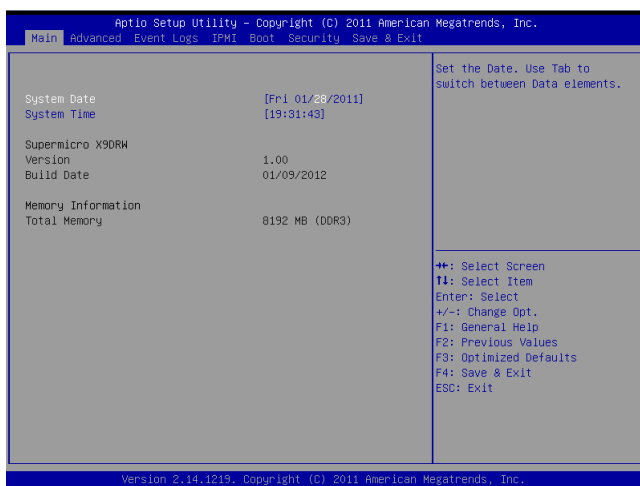 Aptio Setup Utility – Copyright (C) 2011 American Megatrends, Inc.
Main Advanced Event Logs IPMI Boot Security Save & Exit
Set the Date. Use Tab to
switch between Data elements.
System Date [Fri 01/28/2011]
System Time [19:31:43]
Supermicro X9DRW
Version 1.00
Build Date 01/09/2012
Memory Information
Total Memory 8192 MB (DDR3)
→←: Select Screen
↑↓: Select Item
Enter: Select
+/-: Change Opt.
F1: General Help
F2: Previous Values
F3: Optimized Defaults
F4: Save & Exit
ESC: Exit
Version 2.14.1219. Copyright (C) 2011 American Megatrends, Inc.